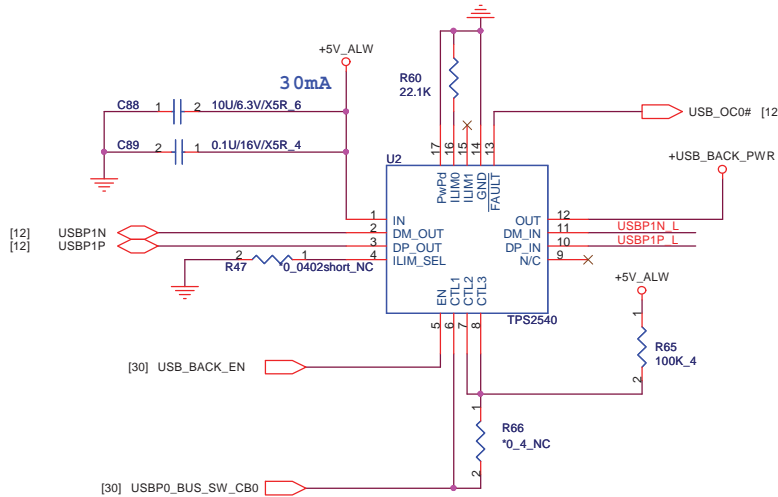 +5V_ALW
30mA
R60
22.1K
C88 1 2 10U/6.3V/X5R_6
C89 2 1 0.1U/16V/X5R_4
USB_OC0# [12
17 16 15 14 13
U2
PwPd ILIM0 ILIM1 GND FAULT
+USB_BACK_PWR
1 IN OUT 12
[12] USBP1N 2 DM_OUT DM_IN 11 USBP1N_L
[12] USBP1P 3 DP_OUT DP_IN 10 USBP1P_L
4 ILIM_SEL N/C 9
R47 2 1 *0_0402short_NC
EN CTL1 CTL2 CTL3
TPS2540
5 6 7 8
+5V_ALW
1
R65
100K_4
2
[30] USB_BACK_EN
1
R66
*0_4_NC
2
[30] USBP0_BUS_SW_CB0